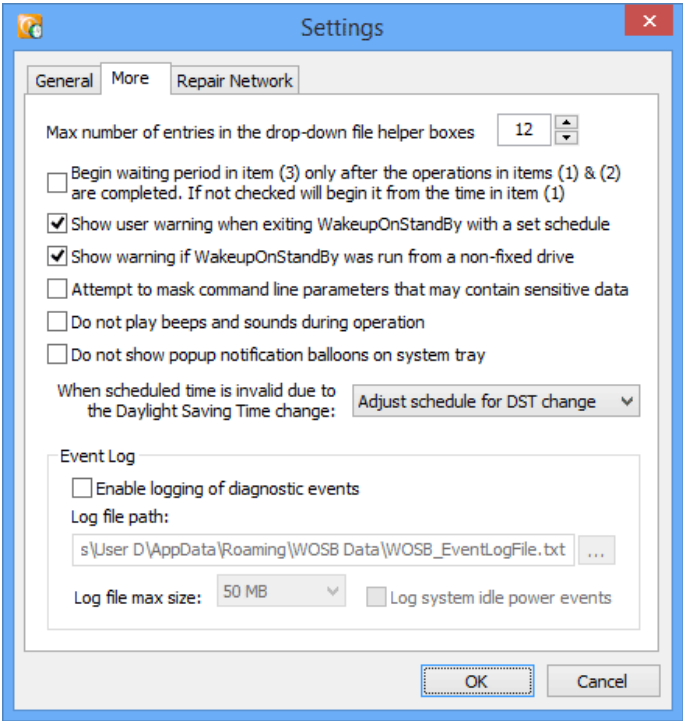 Settings
General
More
Repair Network
Max number of entries in the drop-down file helper boxes
12
Begin waiting period in item (3) only after the operations in items (1) & (2)
are completed. If not checked will begin it from the time in item (1)
Show user warning when exiting WakeupOnStandBy with a set schedule
Show warning if WakeupOnStandBy was run from a non-fixed drive
Attempt to mask command line parameters that may contain sensitive data
Do not play beeps and sounds during operation
Do not show popup notification balloons on system tray
When scheduled time is invalid due to
the Daylight Saving Time change:
Adjust schedule for DST change
Event Log
Enable logging of diagnostic events
Log file path:
s\User D\AppData\Roaming\WOSB Data\WOSB_EventLogFile.txt
...
Log file max size:
50 MB
Log system idle power events
OK
Cancel